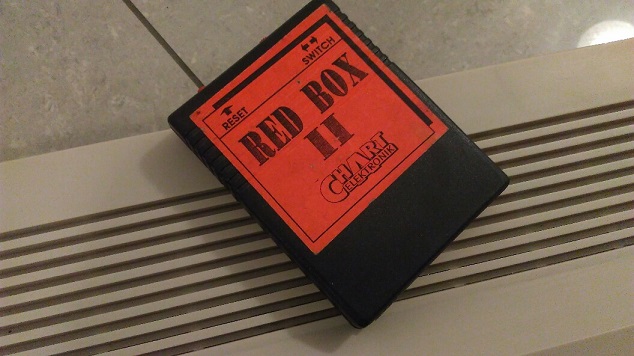 SWITCH
RESET
RED BOX
II
CHART
ELEKTRONIK